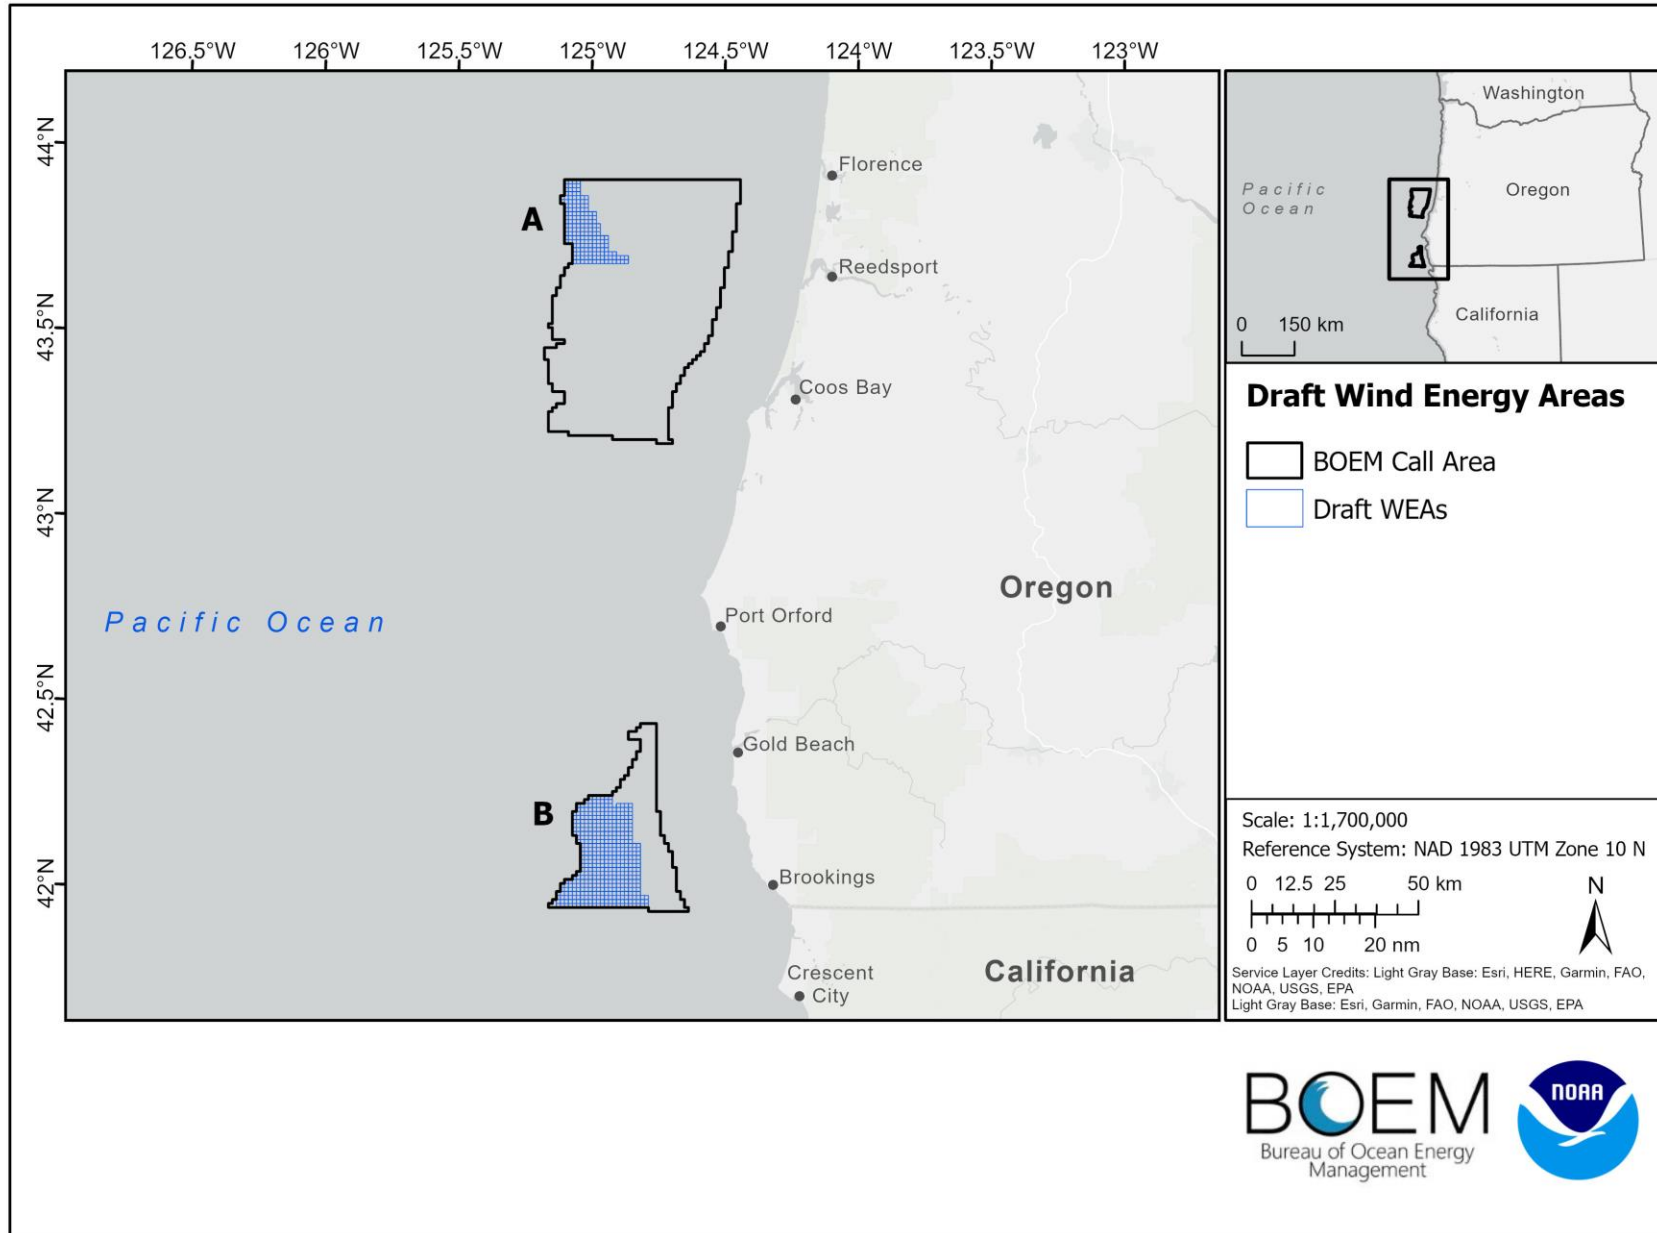 126.5°W 126°W 125.5°W 125°W 124.5°W 124°W 123.5°W 123°W
44°N
43.5°N
43°N
42.5°N
42°N
A
B
Florence
Reedsport
Coos Bay
Port Orford
Gold Beach
Brookings
Crescent
City
Oregon
California
Pacific Ocean
Washington
Pacific
Ocean
Oregon
California
0 150 km
Draft Wind Energy Areas
BOEM Call Area
Draft WEAs
Scale: 1:1,700,000
Reference System: NAD 1983 UTM Zone 10 N
0 12.5 25 50 km
0 5 10 20 nm
N
Service Layer Credits: Light Gray Base: Esri, HERE, Garmin, FAO,
NOAA, USGS, EPA
Light Gray Base: Esri, Garmin, FAO, NOAA, USGS, EPA
BOEM
Bureau of Ocean Energy
Management
NOAA